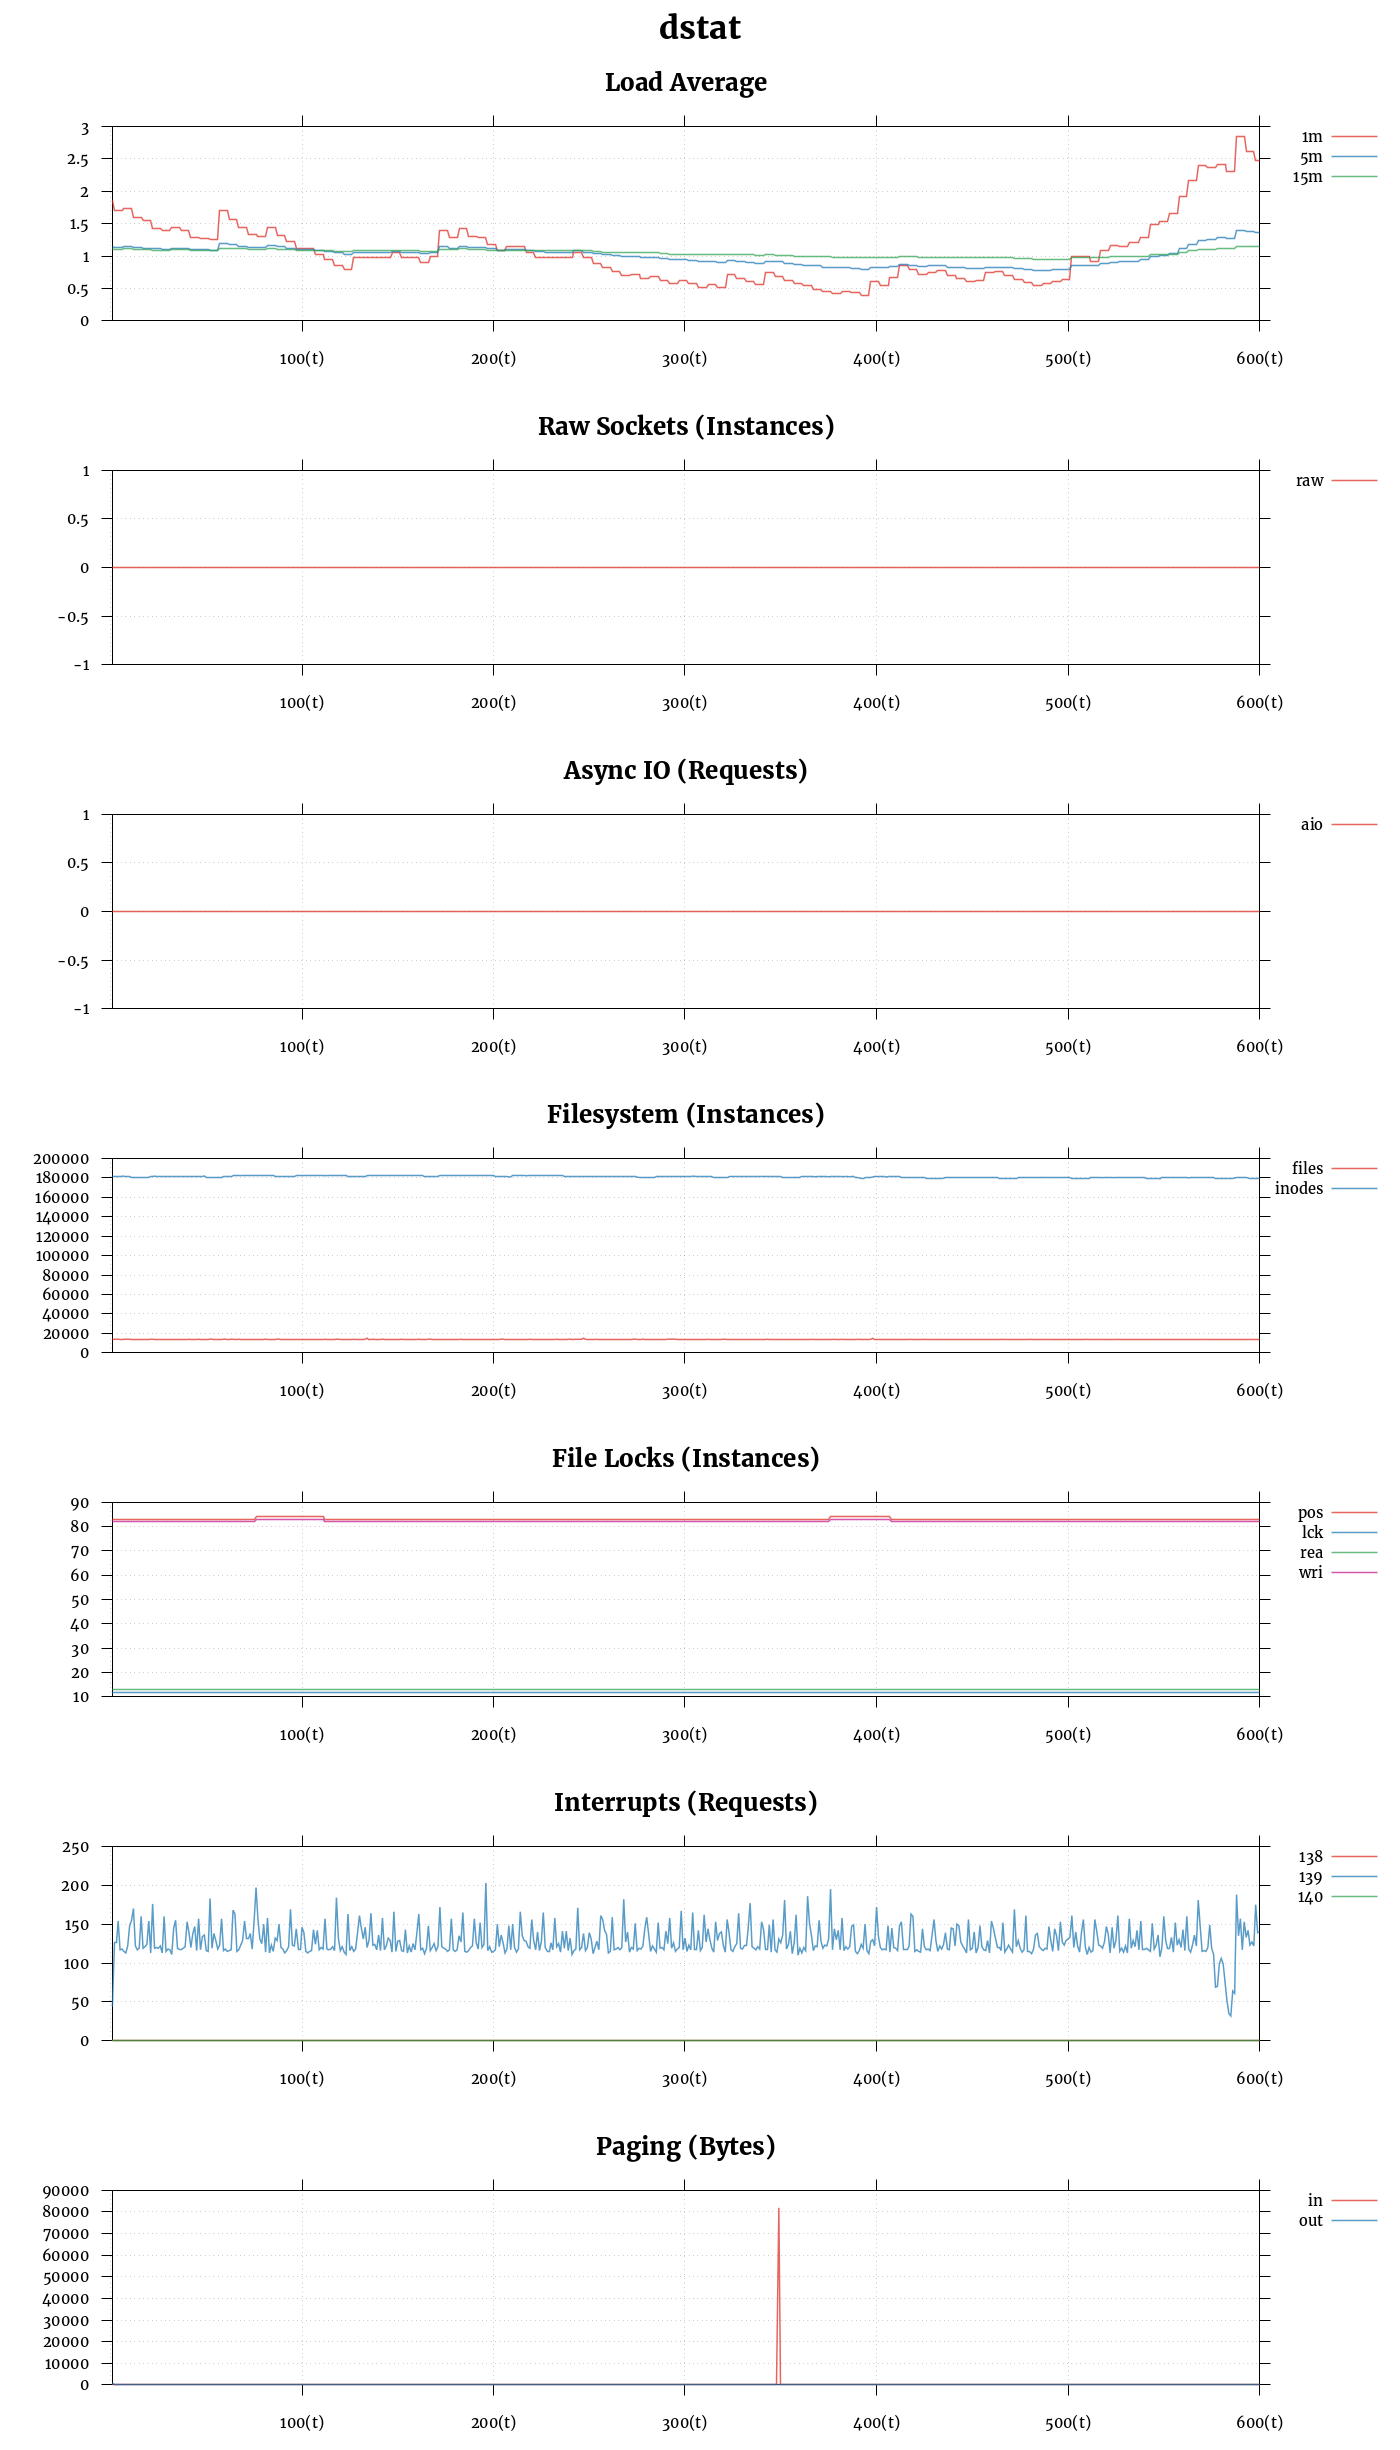 dstat
Load Average
3
2.5
2
1.5
1
0.5
0
100(t) 200(t) 300(t) 400(t) 500(t) 600(t)
1m
5m
15m
Raw Sockets (Instances)
1
0.5
0
-0.5
-1
100(t) 200(t) 300(t) 400(t) 500(t) 600(t)
raw
Async IO (Requests)
1
0.5
0
-0.5
-1
100(t) 200(t) 300(t) 400(t) 500(t) 600(t)
aio
Filesystem (Instances)
200000
180000
160000
140000
120000
100000
80000
60000
40000
20000
0
100(t) 200(t) 300(t) 400(t) 500(t) 600(t)
files
inodes
File Locks (Instances)
90
80
70
60
50
40
30
20
10
100(t) 200(t) 300(t) 400(t) 500(t) 600(t)
pos
lck
rea
wri
Interrupts (Requests)
250
200
150
100
50
0
100(t) 200(t) 300(t) 400(t) 500(t) 600(t)
138
139
140
Paging (Bytes)
90000
80000
70000
60000
50000
40000
30000
20000
10000
0
100(t) 200(t) 300(t) 400(t) 500(t) 600(t)
in
out